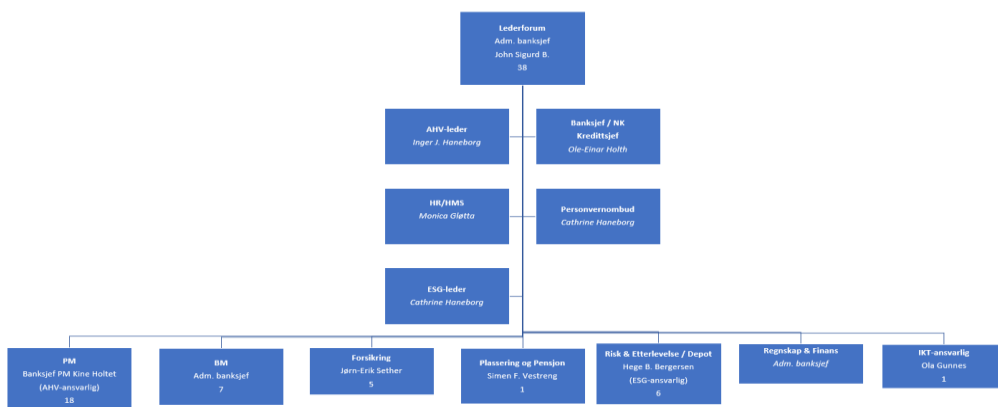 Lederforum
Adm. banksjef
John Sigurd B.
38
AHV-leder
Inger J. Haneborg
Banksjef / NK
Kredittsjef
Ole-Einar Holth
HR/HMS
Monica Gløtta
Personvernombud
Cathrine Haneborg
ESG-leder
Cathrine Haneborg
PM
Banksjef PM Kine Holtet
(AHV-ansvarlig)
18
BM
Adm. banksjef
7
Forsikring
Jørn-Erik Sether
5
Plassering og Pensjon
Simen F. Vestreng
1
Risk & Etterlevelse / Depot
Hege B. Bergersen
(ESG-ansvarlig)
6
Regnskap & Finans
Adm. banksjef
IKT-ansvarlig
Ola Gunnes
1